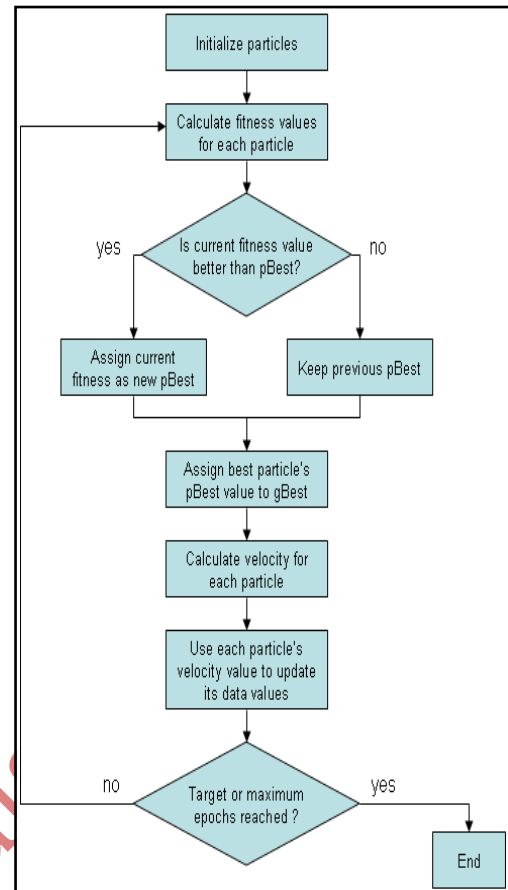 Initialize particles
Calculate fitness values
for each particle
Is current fitness value
better than pBest?
yes
no
Assign current
fitness as new pBest
Keep previous pBest
Assign best particle's
pBest value to gBest
Calculate velocity for
each particle
Use each particle's
velocity value to update
its data values
Target or maximum
epochs reached ?
no
yes
End